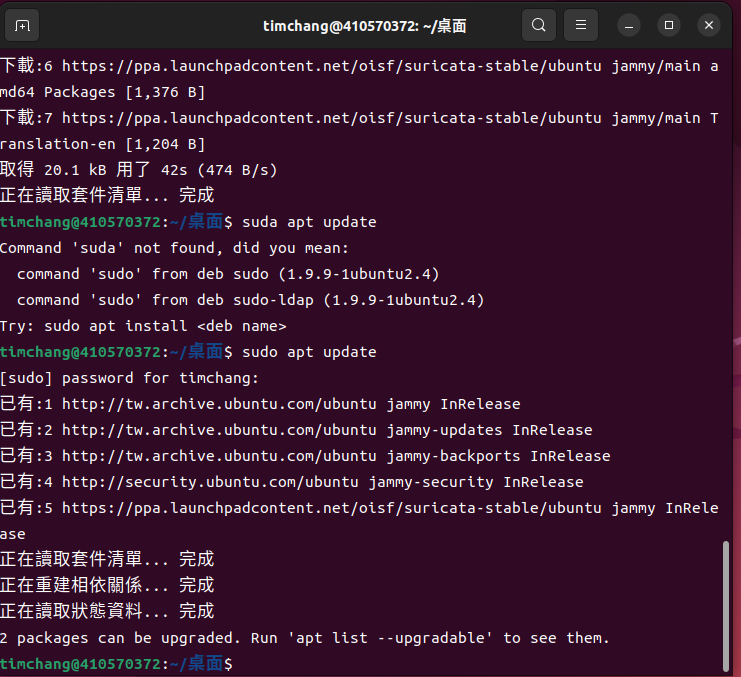 timchang@410570372: ~/桌面
下載:6 https://ppa.launchpadcontent.net/oisf/suricata-stable/ubuntu jammy/main a
md64 Packages [1,376 B]
下載:7 https://ppa.launchpadcontent.net/oisf/suricata-stable/ubuntu jammy/main T
ranslation-en [1,204 B]
取得 20.1 kB 用了 42s (474 B/s)
正在讀取套件清單... 完成
timchang@410570372:~/桌面$ suda apt update
Command 'suda' not found, did you mean:
  command 'sudo' from deb sudo (1.9.9-1ubuntu2.4)
  command 'sudo' from deb sudo-ldap (1.9.9-1ubuntu2.4)
Try: sudo apt install <deb name>
timchang@410570372:~/桌面$ sudo apt update
[sudo] password for timchang:
已有:1 http://tw.archive.ubuntu.com/ubuntu jammy InRelease
已有:2 http://tw.archive.ubuntu.com/ubuntu jammy-updates InRelease
已有:3 http://tw.archive.ubuntu.com/ubuntu jammy-backports InRelease
已有:4 http://security.ubuntu.com/ubuntu jammy-security InRelease
已有:5 https://ppa.launchpadcontent.net/oisf/suricata-stable/ubuntu jammy InRele
ase
正在讀取套件清單... 完成
正在重建相依關係... 完成
正在讀取狀態資料... 完成
2 packages can be upgraded. Run 'apt list --upgradable' to see them.
timchang@410570372:~/桌面$